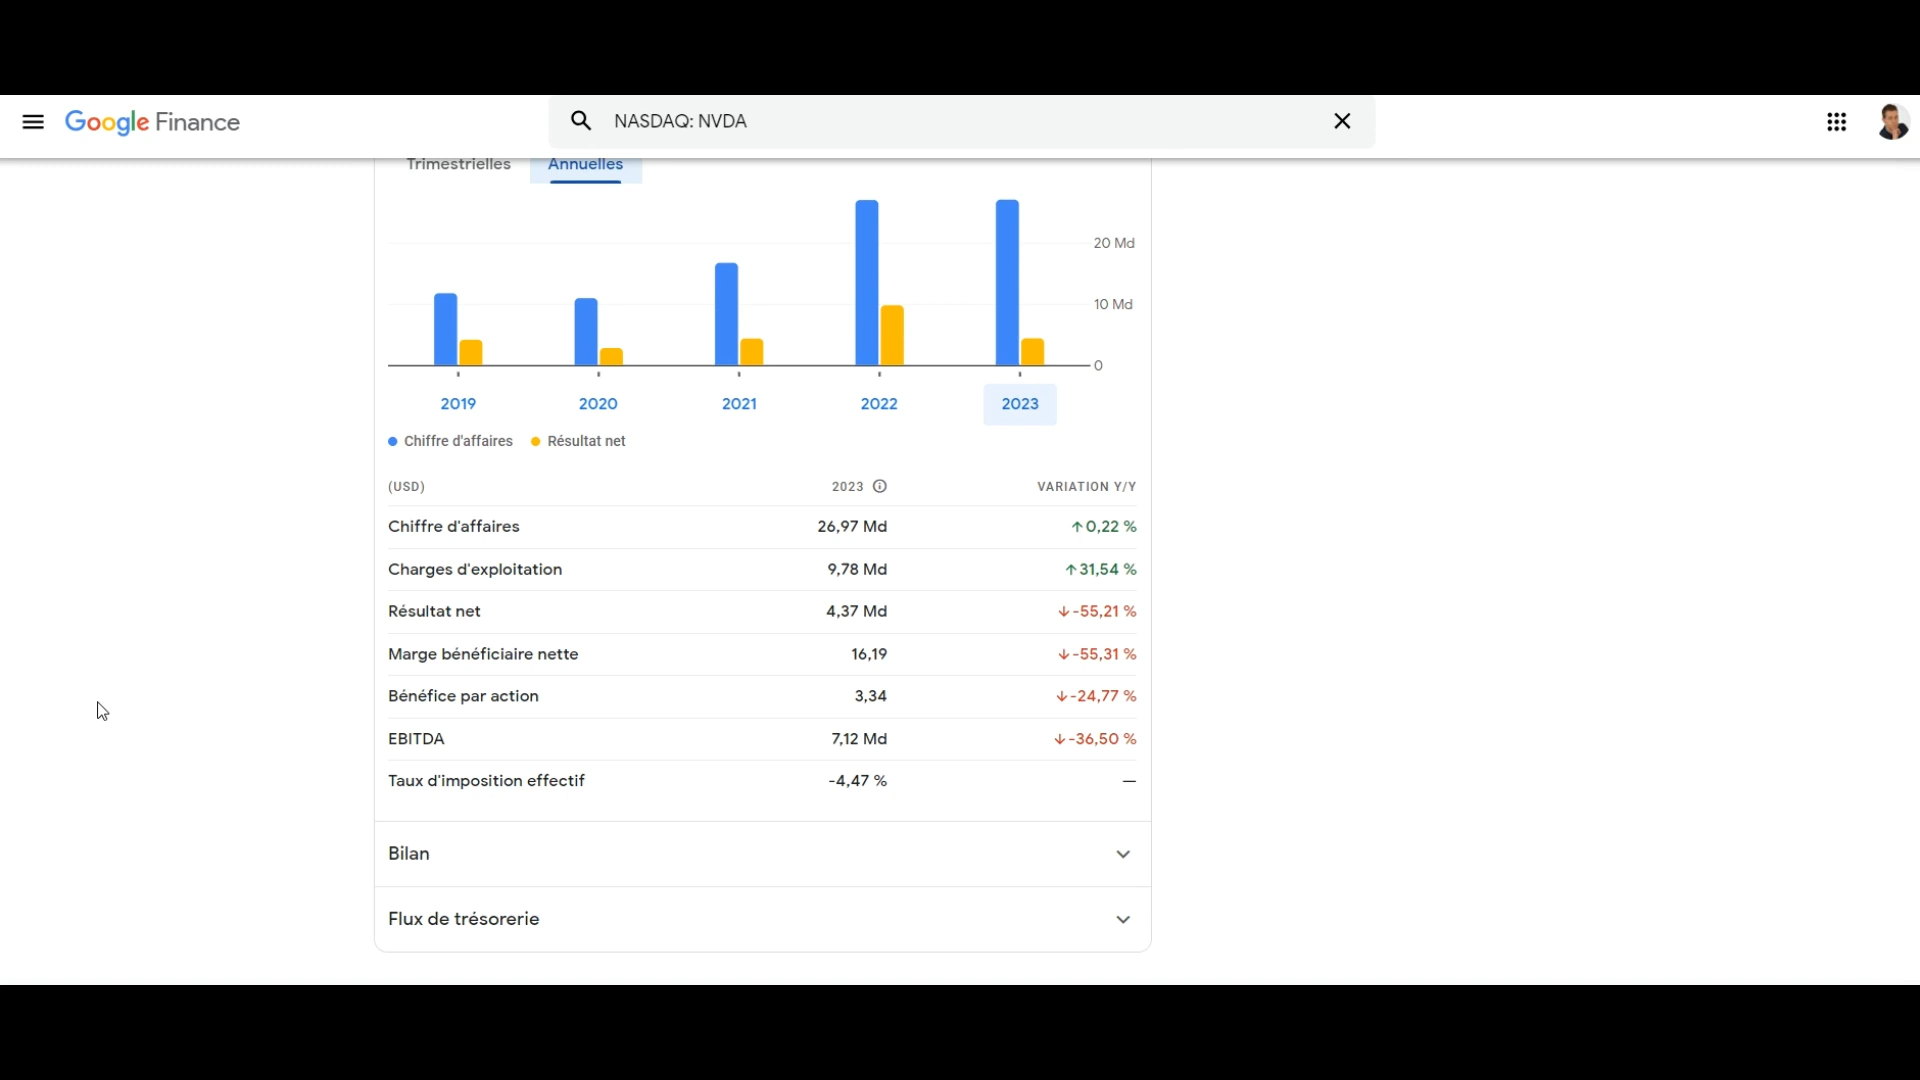 Google Finance
NASDAQ: NVDA
Trimestrielles Annuelles
20 Md
10 Md
0
2019 2020 2021 2022 2023
Chiffre d'affaires Résultat net
(USD) 2023 VARIATION Y/Y
Chiffre d'affaires 26,97 Md ↑0,22 %
Charges d'exploitation 9,78 Md ↑31,54 %
Résultat net 4,37 Md ↓-55,21 %
Marge bénéficiaire nette 16,19 ↓-55,31 %
Bénéfice par action 3,34 ↓-24,77 %
EBITDA 7,12 Md ↓-36,50 %
Taux d'imposition effectif -4,47 % —
Bilan
Flux de trésorerie